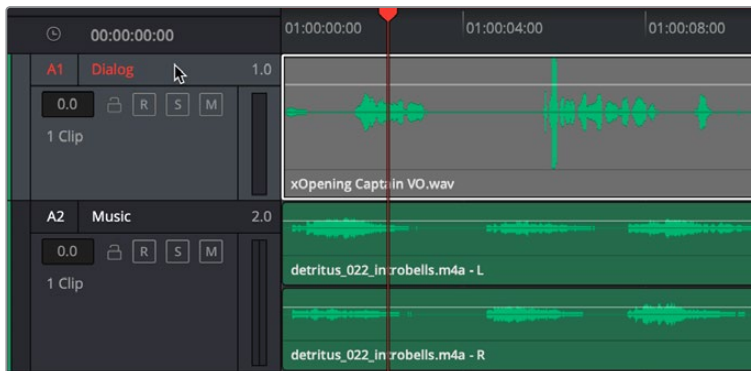 00:00:00:00 01:00:00:00 01:00:04:00 01:00:08:00
A1 Dialog 1.0
0.0 R S M
1 Clip
xOpening Captain VO.wav
A2 Music 2.0
0.0 R S M
1 Clip
detritus_022_introbells.m4a - L
detritus_022_introbells.m4a - R